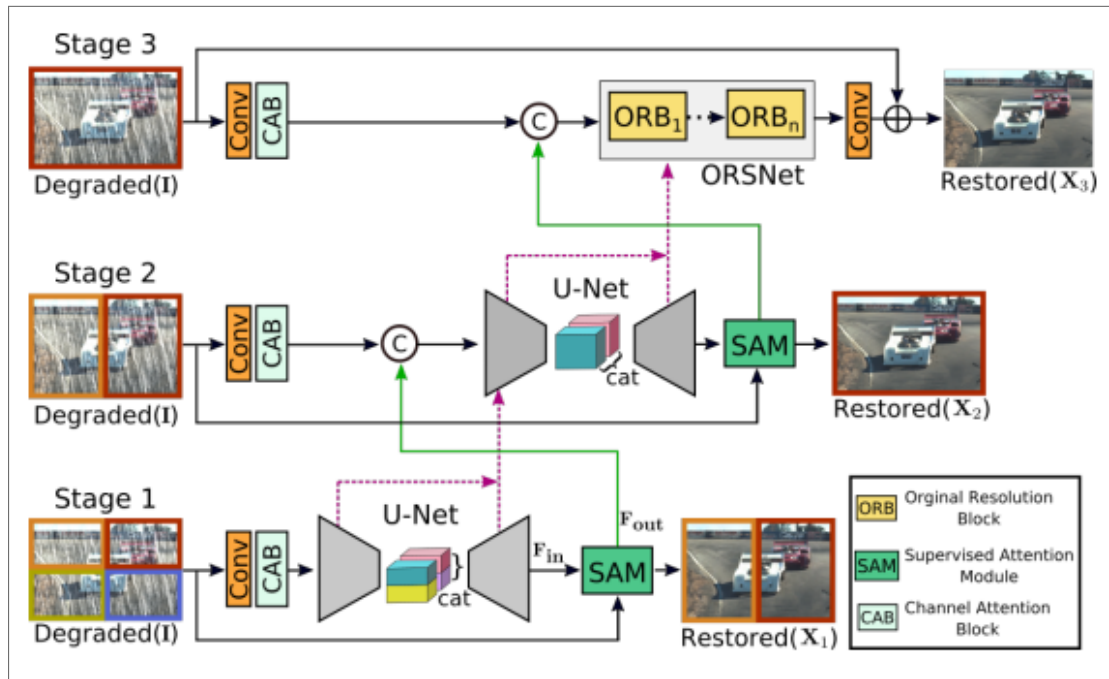 Stage 3
Conv
CAB
C
ORB1
ORBn
Conv
ORSNet
Degraded(I)
Restored(X3)
Stage 2
Conv
CAB
C
U-Net
cat
SAM
Degraded(I)
Restored(X2)
Stage 1
Conv
CAB
U-Net
cat
Fin
Fout
SAM
Degraded(I)
Restored(X1)
ORB Orginal Resolution
Block
SAM Supervised Attention
Module
CAB Channel Attention
Block